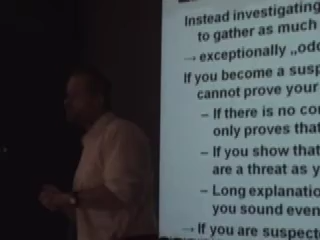 Instead investigating
to gather as much
→ exceptionally „odd
If you become a susp
cannot prove your
– If there is no co
only proves that
– If you show that
are a threat as y
– Long explanatio
you sound even
→ If you are suspecte